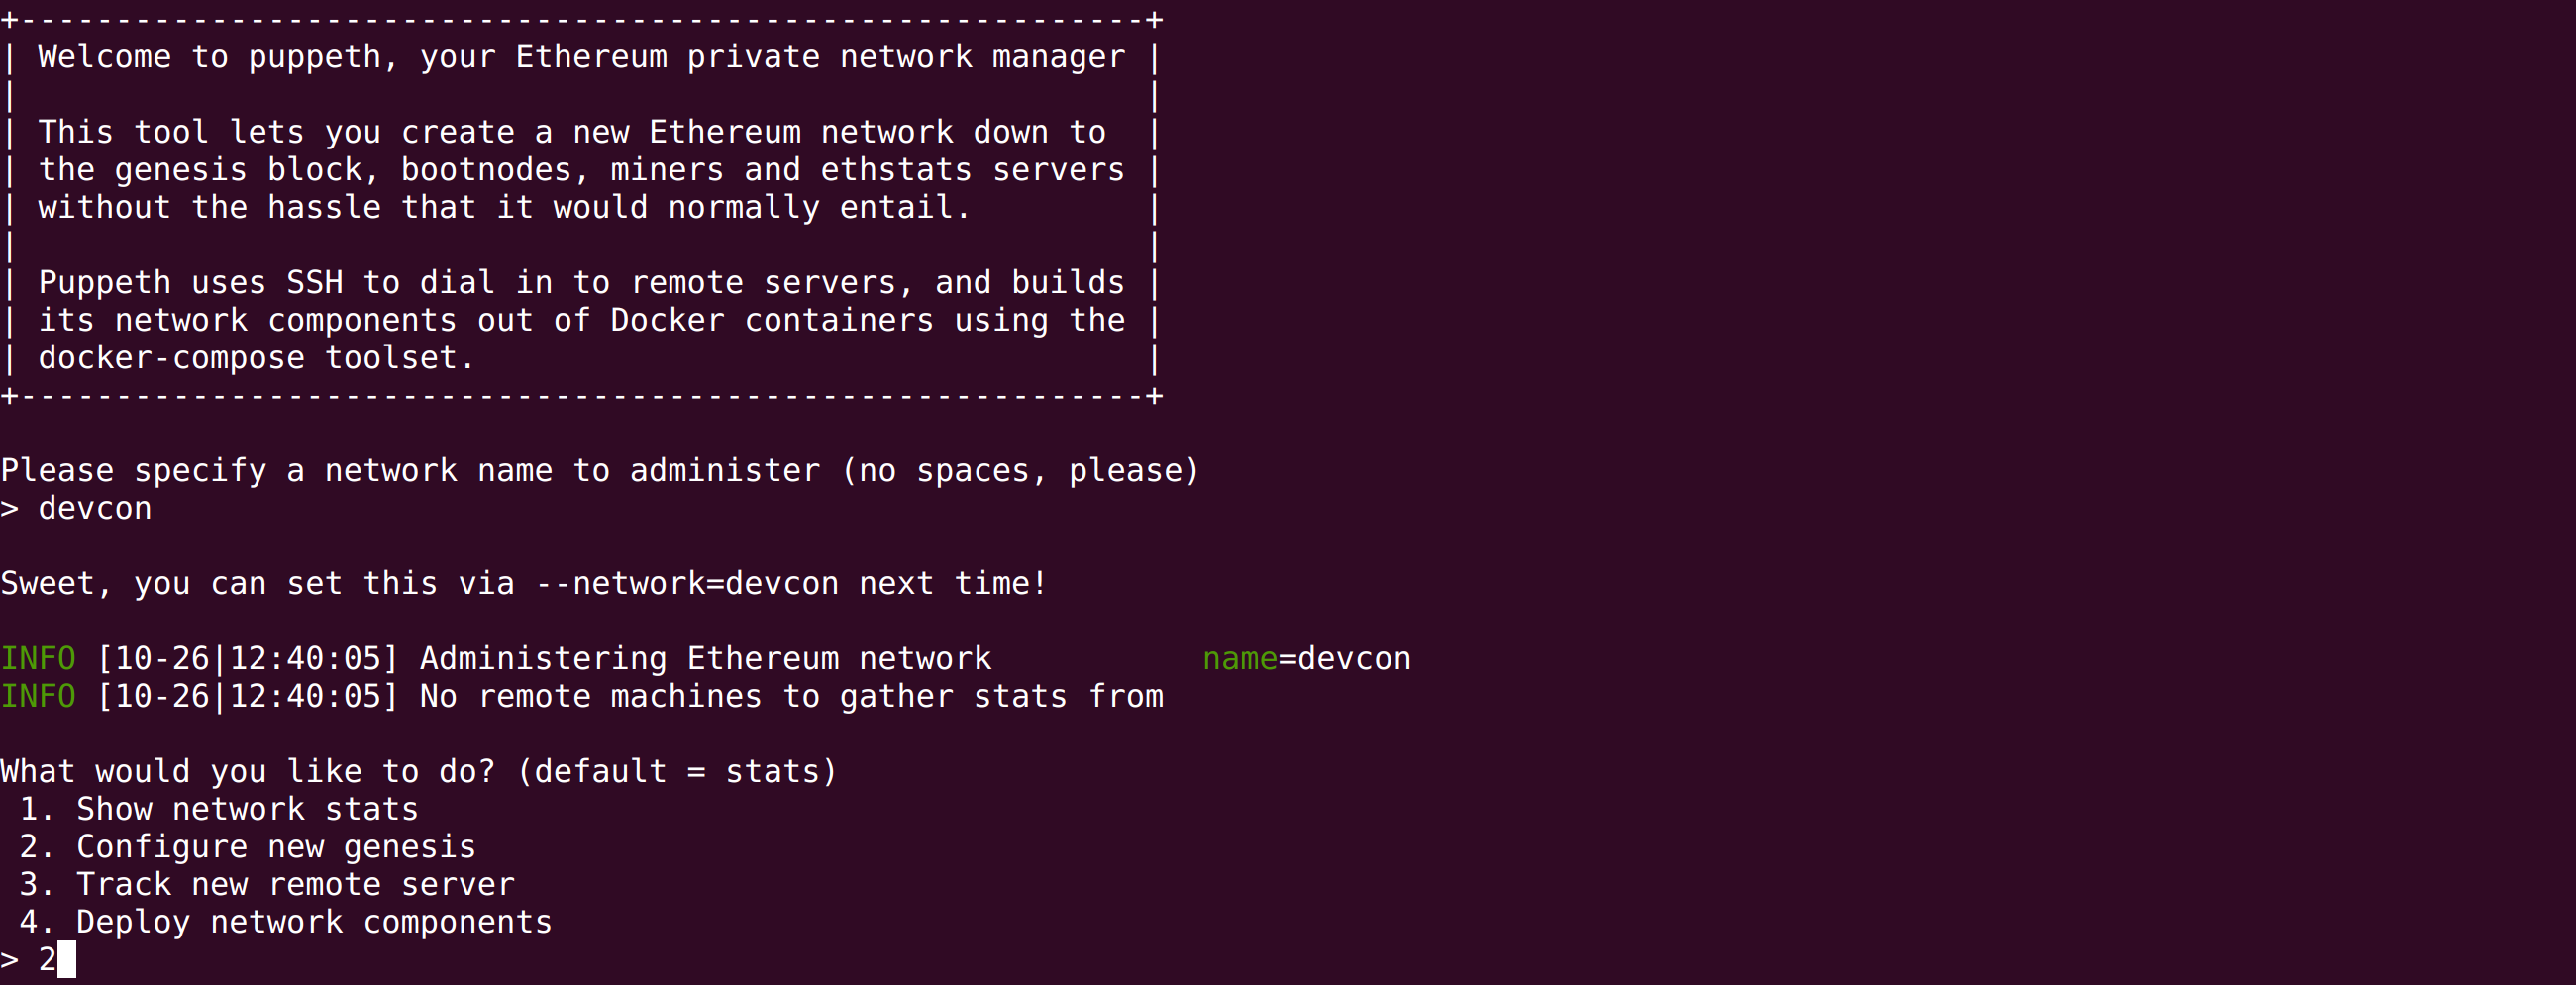 +-----------------------------------------------------------+
| Welcome to puppeth, your Ethereum private network manager |
|                                                           |
| This tool lets you create a new Ethereum network down to  |
| the genesis block, bootnodes, miners and ethstats servers |
| without the hassle that it would normally entail.         |
|                                                           |
| Puppeth uses SSH to dial in to remote servers, and builds |
| its network components out of Docker containers using the |
| docker-compose toolset.                                   |
+-----------------------------------------------------------+
Please specify a network name to administer (no spaces, please)
> devcon
Sweet, you can set this via --network=devcon next time!
INFO [10-26|12:40:05] Administering Ethereum network           name=devcon
INFO [10-26|12:40:05] No remote machines to gather stats from
What would you like to do? (default = stats)
 1. Show network stats
 2. Configure new genesis
 3. Track new remote server
 4. Deploy network components
> 2